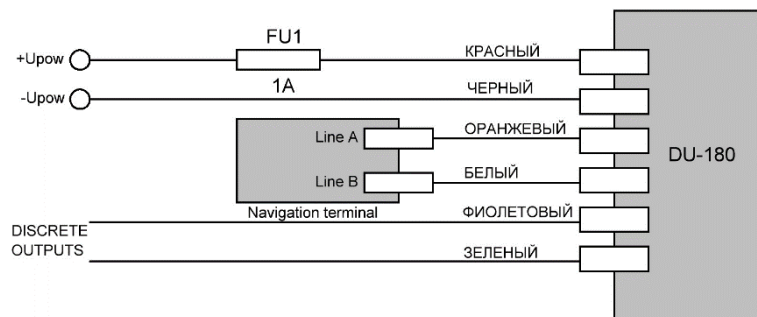 FU1
+Upow
КРАСНЫЙ
1A
-Upow
ЧЕРНЫЙ
Line A
ОРАНЖЕВЫЙ
DU-180
Line B
БЕЛЫЙ
Navigation terminal
ФИОЛЕТОВЫЙ
DISCRETE
OUTPUTS
ЗЕЛЕНЫЙ